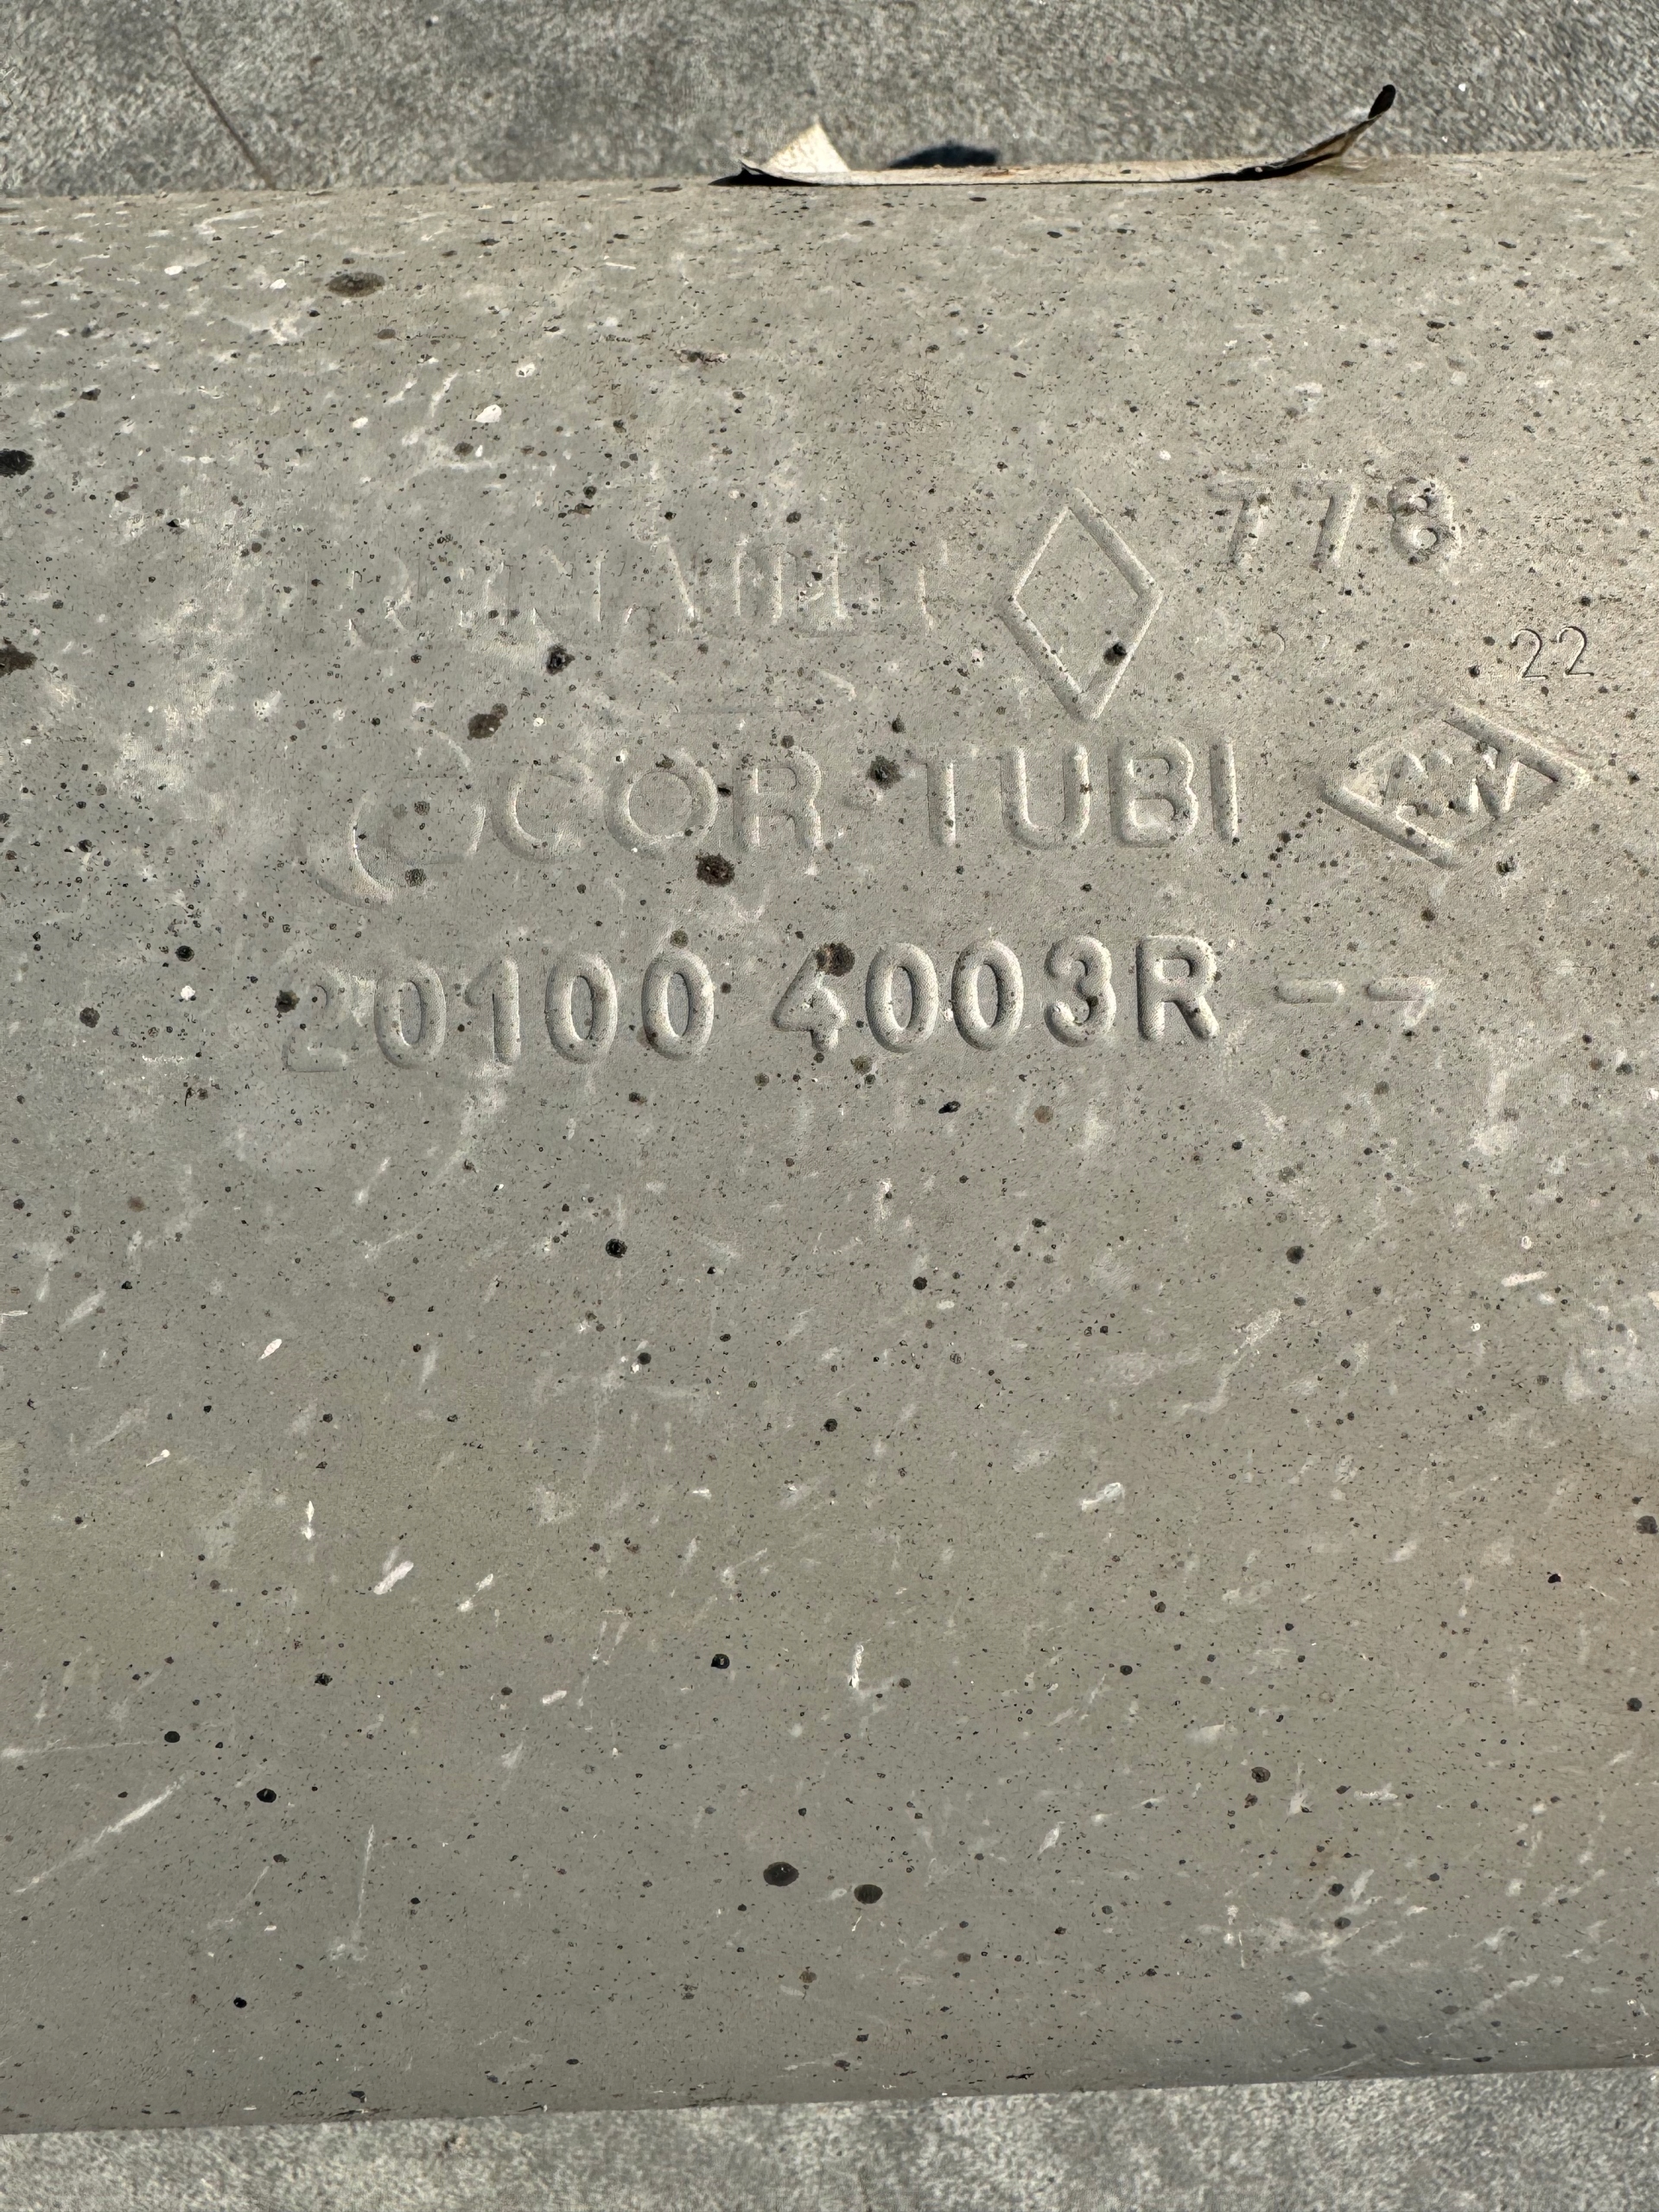 RENAULT 778
22
COR TUBI
20100 4003R --